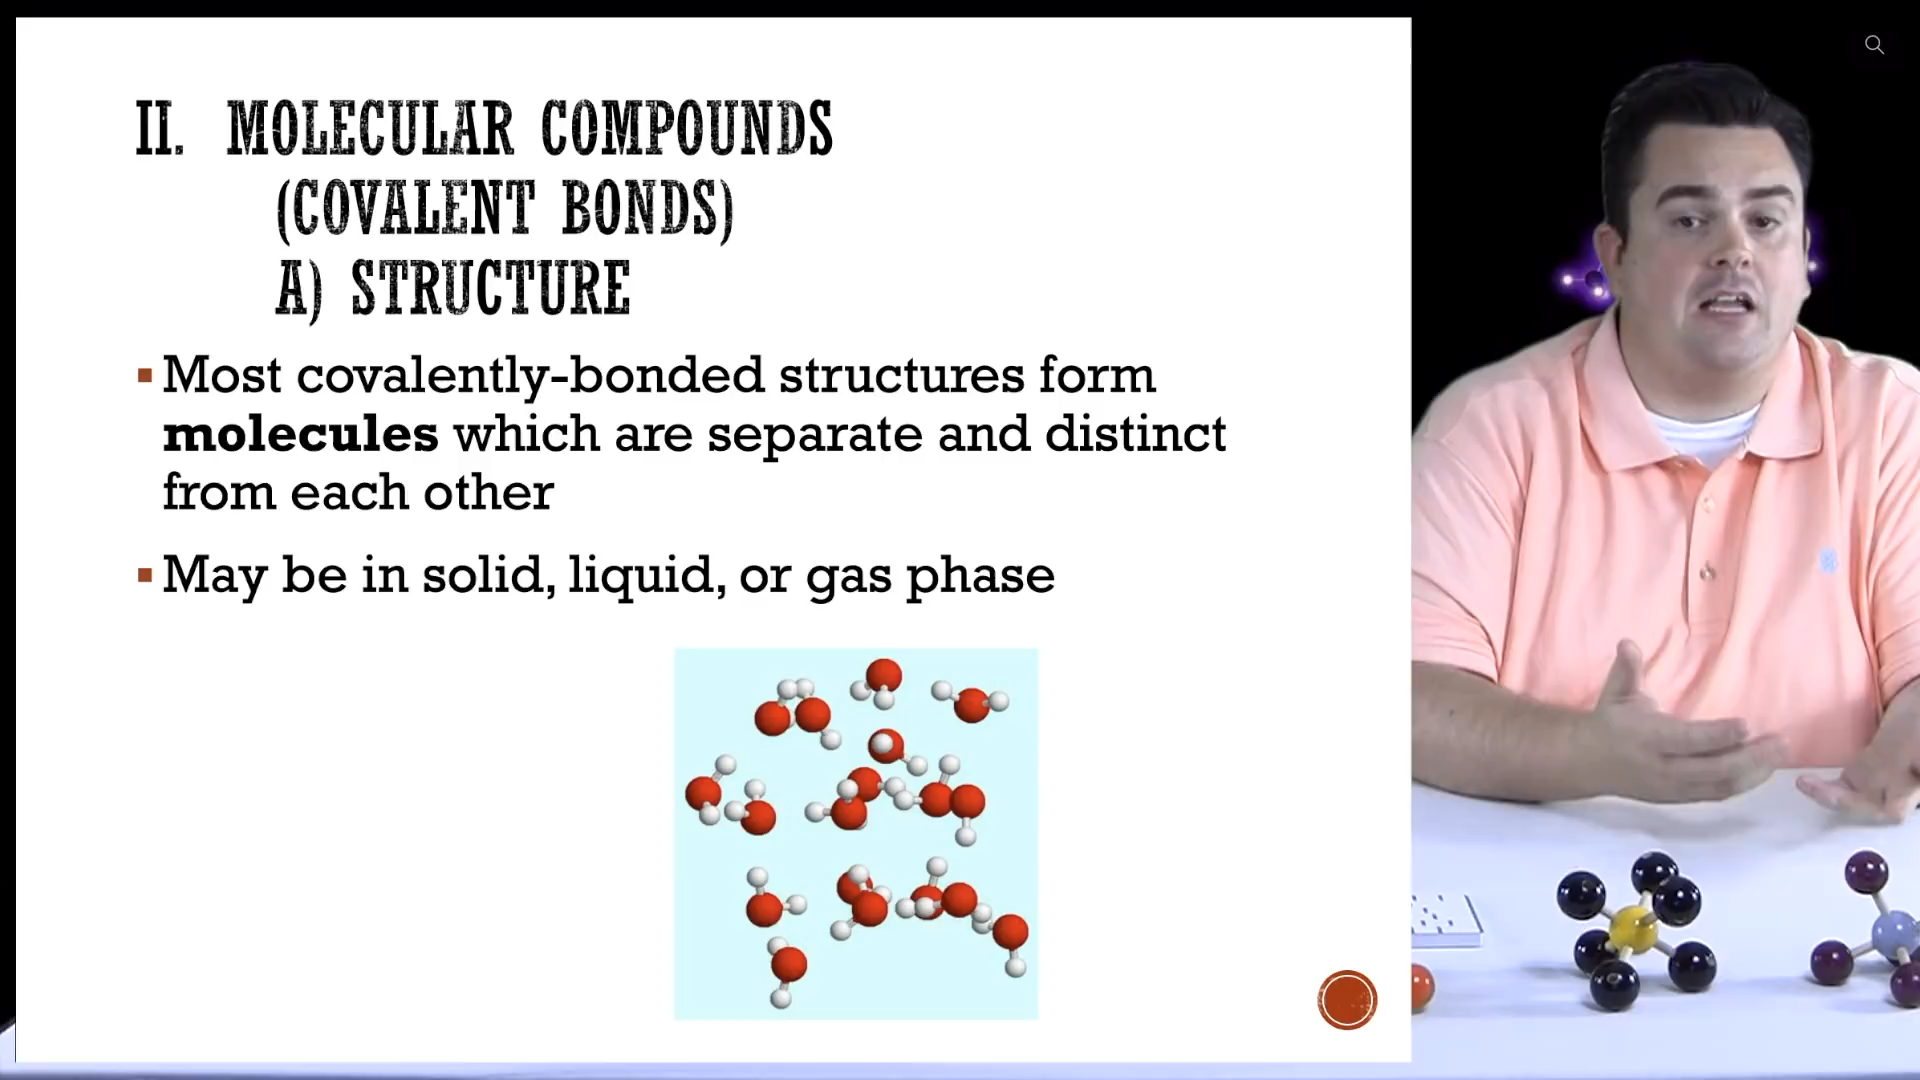 II. MOLECULAR COMPOUNDS
(COVALENT BONDS)
A) STRUCTURE
▪ Most covalently-bonded structures form
molecules which are separate and distinct
from each other
▪ May be in solid, liquid, or gas phase